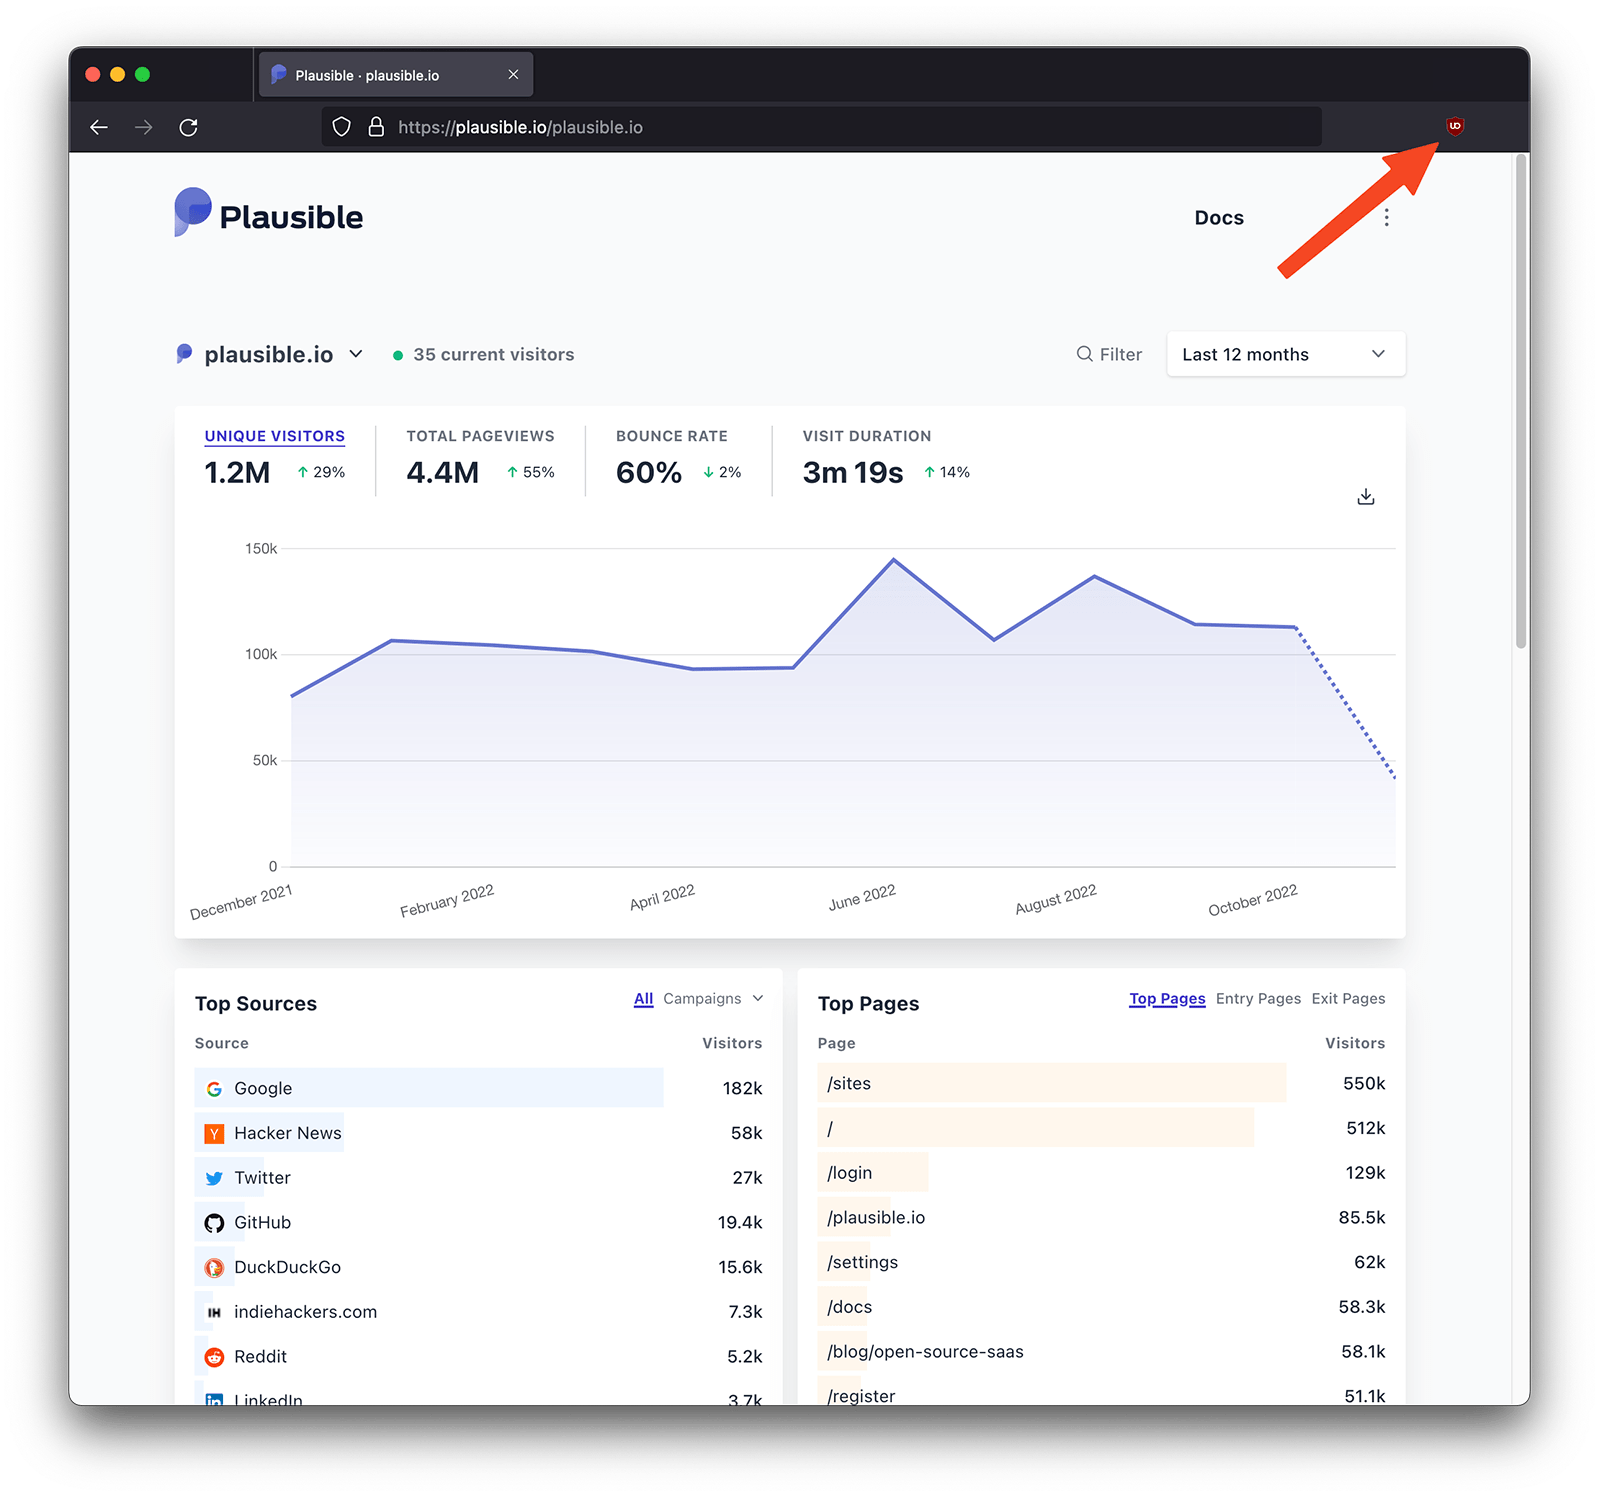 Plausible · plausible.io
https://plausible.io/plausible.io
UO
Plausible
Docs
plausible.io
35 current visitors
Filter
Last 12 months
UNIQUE VISITORS
1.2M ↑ 29%
TOTAL PAGEVIEWS
4.4M ↑ 55%
BOUNCE RATE
60% ↓ 2%
VISIT DURATION
3m 19s ↑ 14%
150k
100k
50k
0
December 2021
February 2022
April 2022
June 2022
August 2022
October 2022
Top Sources
All Campaigns
Source Visitors
Google 182k
Hacker News 58k
Twitter 27k
GitHub 19.4k
DuckDuckGo 15.6k
IH indiehackers.com 7.3k
Reddit 5.2k
in LinkedIn 3.7k
Top Pages
Top Pages Entry Pages Exit Pages
Page Visitors
/sites 550k
/ 512k
/login 129k
/plausible.io 85.5k
/settings 62k
/docs 58.3k
/blog/open-source-saas 58.1k
/register 51.1k